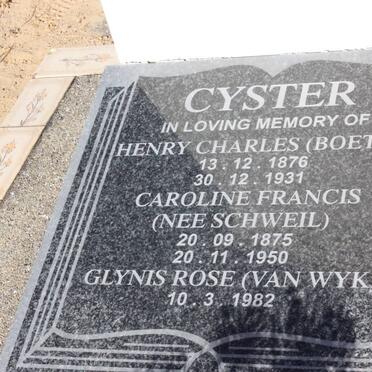 CYSTER
IN LOVING MEMORY OF
HENRY CHARLES (BOET
13 . 12 . 1876
30 . 12 . 1931
CAROLINE FRANCIS
(NEE SCHWEIL)
20 . 09 . 1875
20 . 11 . 1950
GLYNIS ROSE (VAN WYK
10 . 3 . 1982